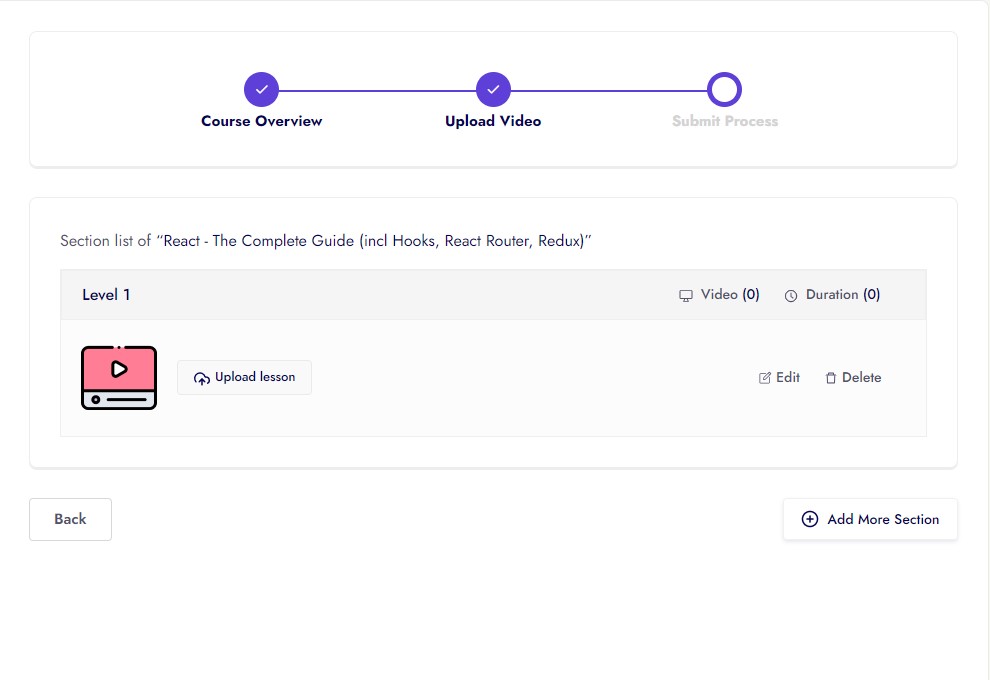 Course Overview Upload Video Submit Process
Section list of “React - The Complete Guide (incl Hooks, React Router, Redux)”
Level 1 Video (0) Duration (0)
Upload lesson Edit Delete
Back Add More Section